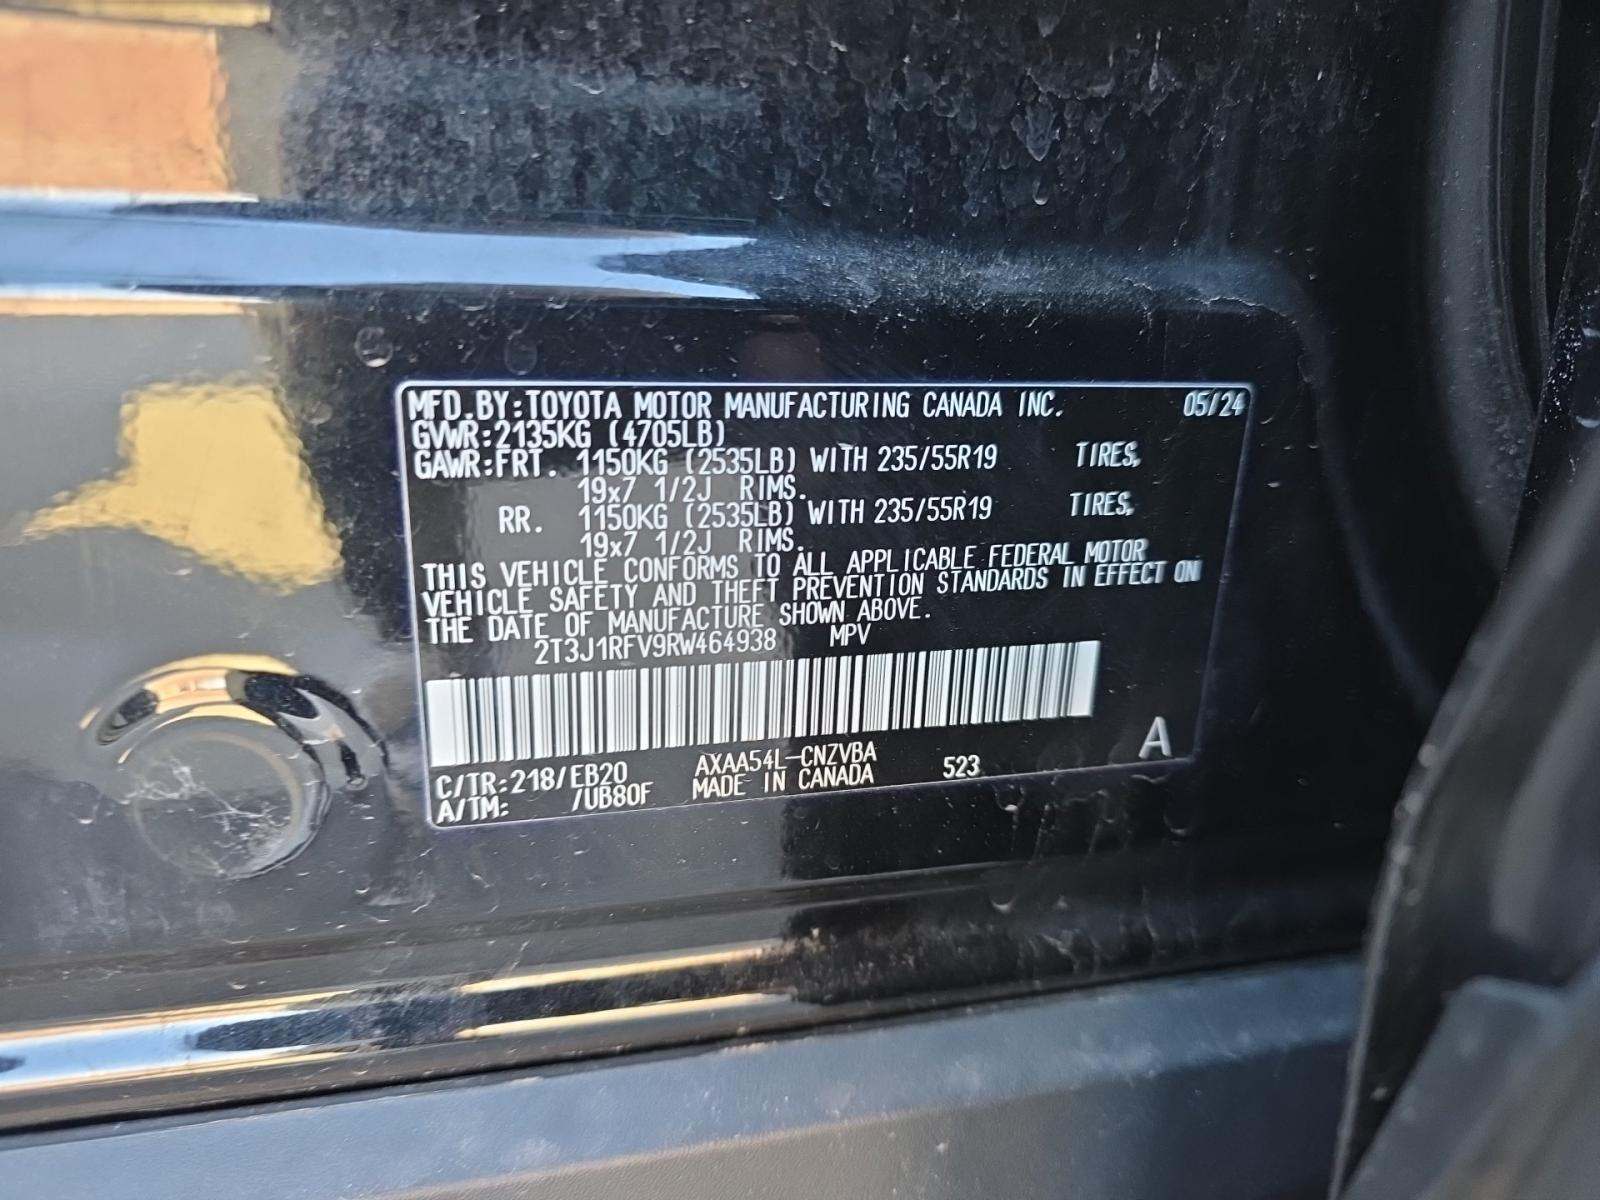 MFD.BY:TOYOTA MOTOR MANUFACTURING CANADA INC. 05/24
GVWR:2135KG (4705LB)
GAWR:FRT. 1150KG (2535LB) WITH 235/55R19 TIRES,
19x7 1/2J RIMS.
RR. 1150KG (2535LB) WITH 235/55R19 TIRES,
19x7 1/2J RIMS.
THIS VEHICLE CONFORMS TO ALL APPLICABLE FEDERAL MOTOR
VEHICLE SAFETY AND THEFT PREVENTION STANDARDS IN EFFECT ON
THE DATE OF MANUFACTURE SHOWN ABOVE.
2T3J1RFV9RW464938 MPV
A
C/TR:218/EB20 AXAA54L-CNZVBA 523
A/TM: /UB80F MADE IN CANADA